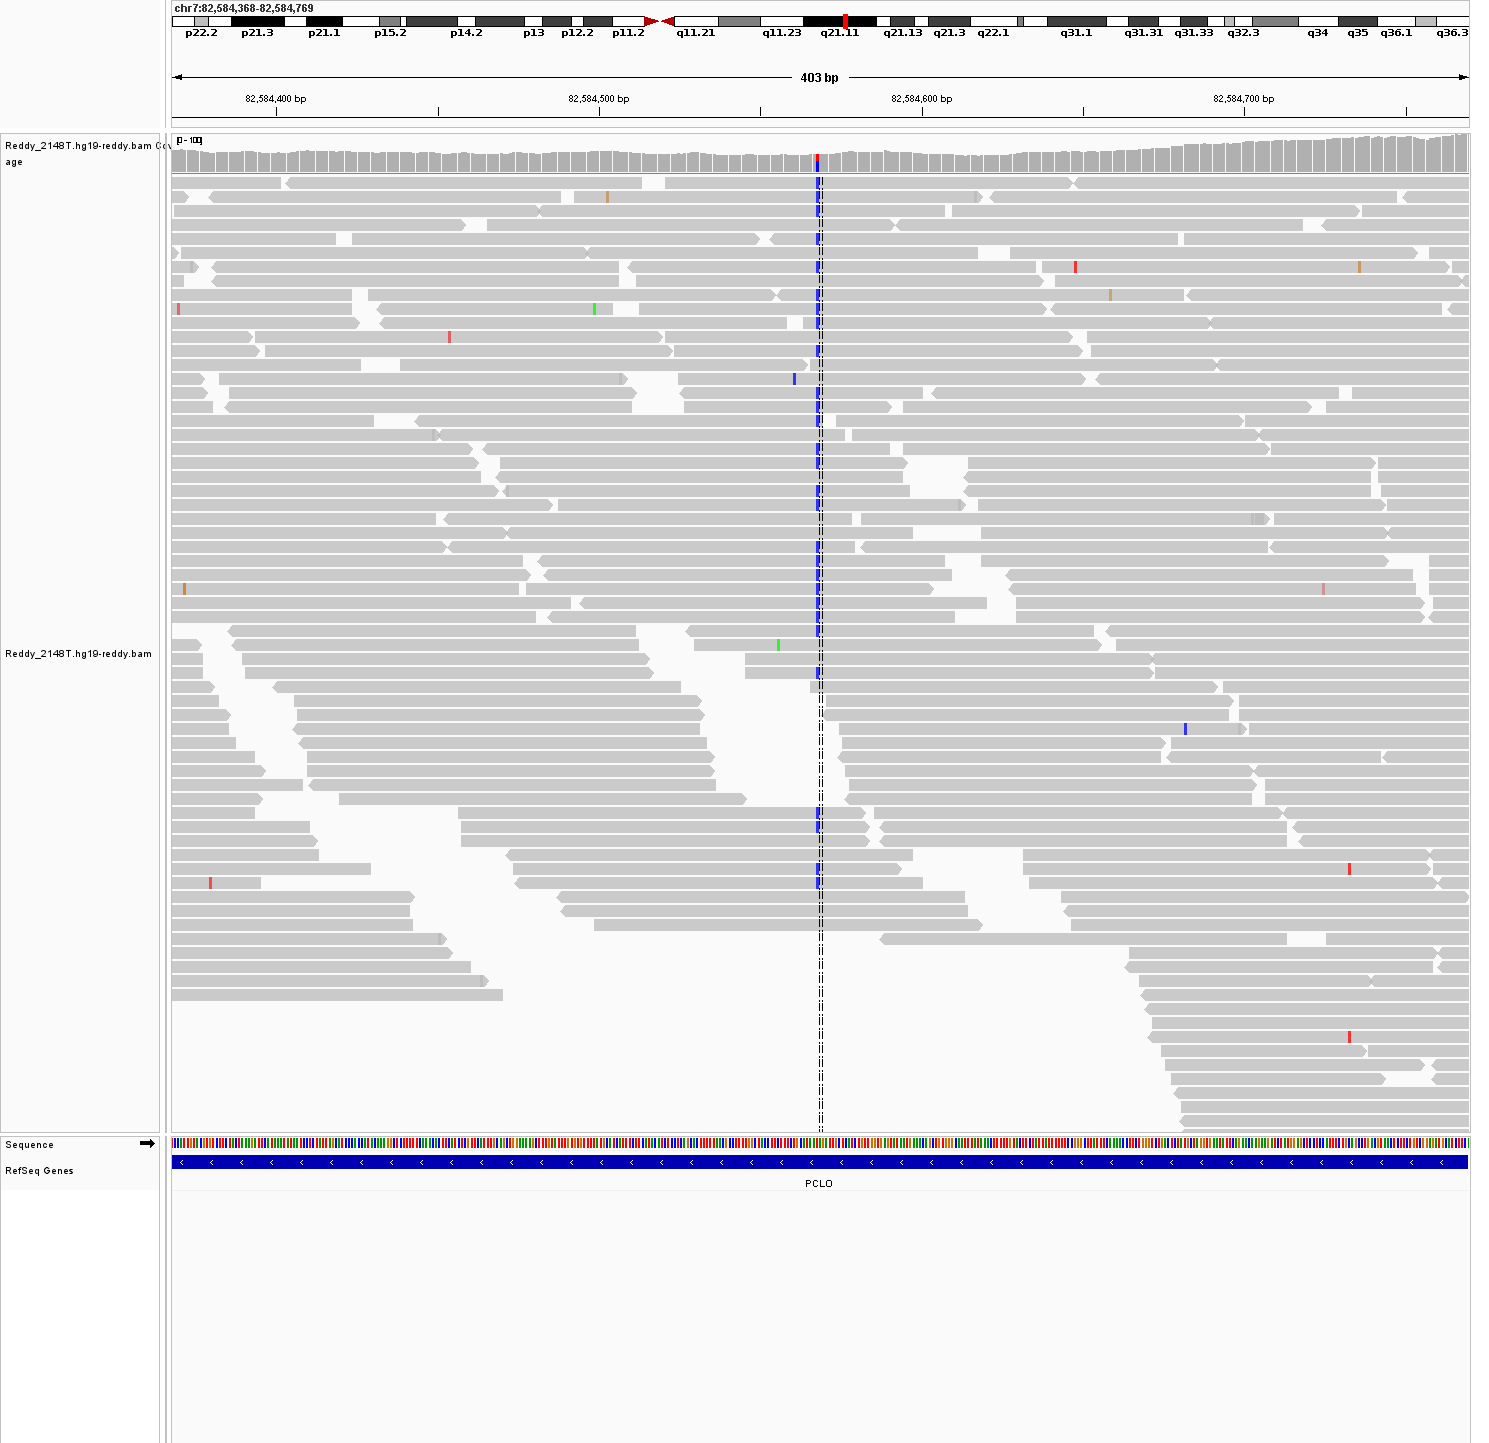 chr7:82,584,368-82,584,769
p22.2 p21.3 p21.1 p15.2 p14.2 p13 p12.2 p11.2 q11.21 q11.23 q21.11 q21.13 q21.3 q22.1 q31.1 q31.31 q31.33 q32.3 q34 q35 q36.1 q36.3
403 bp
82,584,400 bp 82,584,500 bp 82,584,600 bp 82,584,700 bp
[0 - 100]
Reddy_2148T.hg19-reddy.bam Cov
age
Reddy_2148T.hg19-reddy.bam
Sequence
RefSeq Genes
PCLO